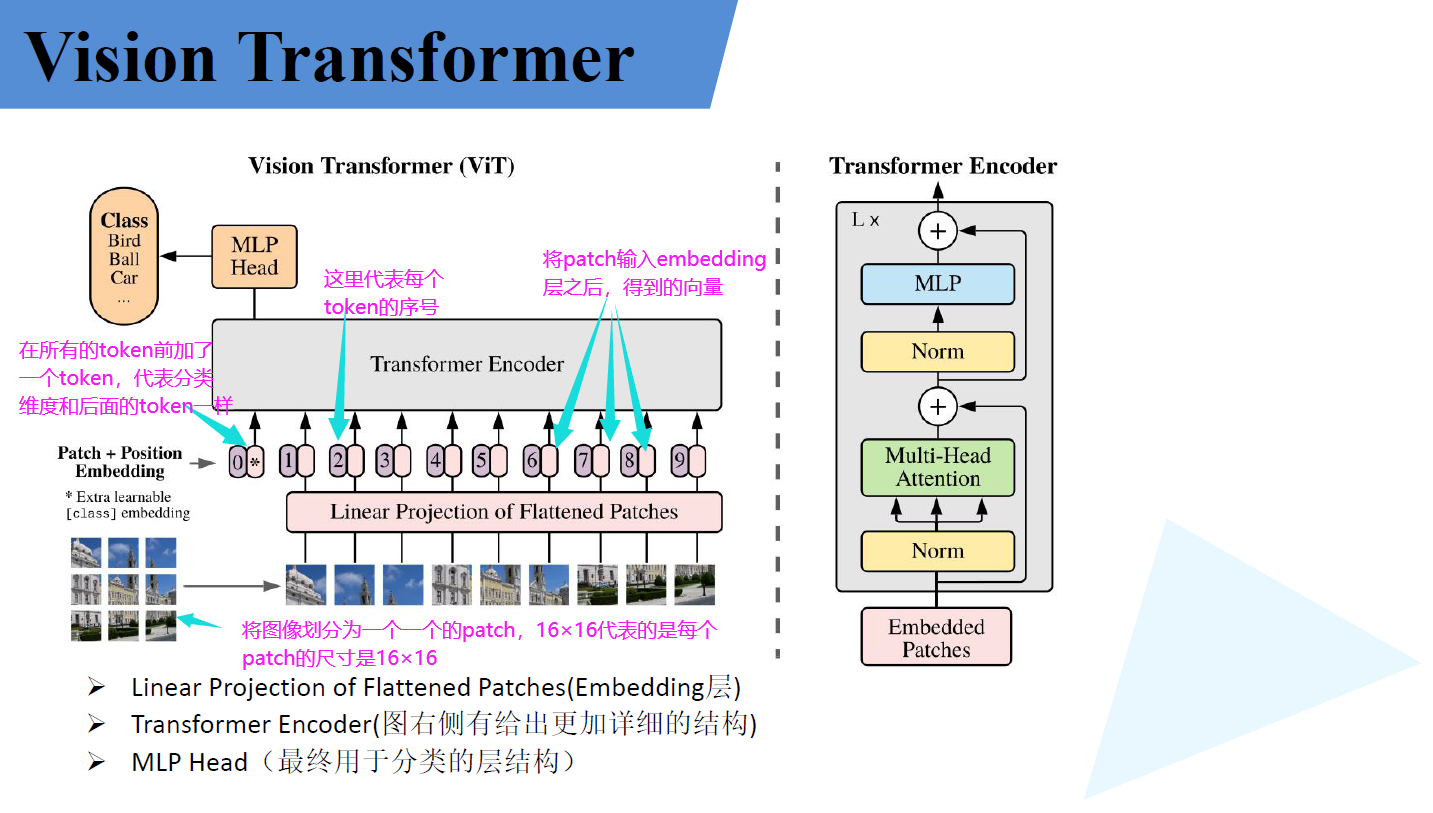 Vision Transformer
Vision Transformer (ViT)
Class
Bird
Ball
Car
...
MLP
Head
这里代表每个
token的序号
将patch输入embedding
层之后，得到的向量
在所有的token前加了
一个token，代表分类
维度和后面的token一样
Transformer Encoder
Patch + Position
Embedding
* Extra learnable
[class] embedding
0 * 1 2 3 4 5 6 7 8 9
Linear Projection of Flattened Patches
将图像划分为一个一个的patch，16×16代表的是每个
patch的尺寸是16×16
Transformer Encoder
L x
+
MLP
Norm
+
Multi-Head
Attention
Norm
Embedded
Patches
➢ Linear Projection of Flattened Patches(Embedding层)
➢ Transformer Encoder(图右侧有给出更加详细的结构)
➢ MLP Head（最终用于分类的层结构）